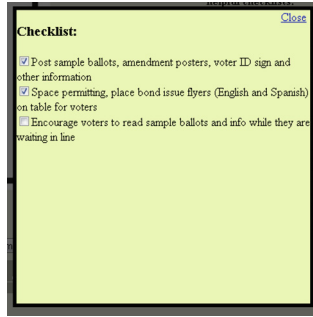 helpful checklists.
Close
Checklist:
Post sample ballots, amendment posters, voter ID sign and
other information
Space permitting, place bond issue flyers (English and Spanish)
on table for voters
Encourage voters to read sample ballots and info while they are
waiting in line